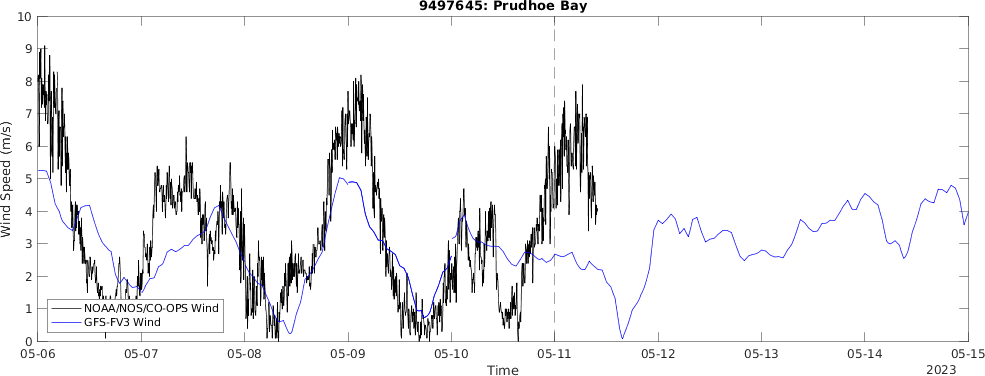 9497645: Prudhoe Bay
10
9
8
7
6
5
4
3
2
1
0
Wind Speed (m/s)
NOAA/NOS/CO-OPS Wind
GFS-FV3 Wind
05-06 05-07 05-08 05-09 05-10 05-11 05-12 05-13 05-14 05-15
Time
2023